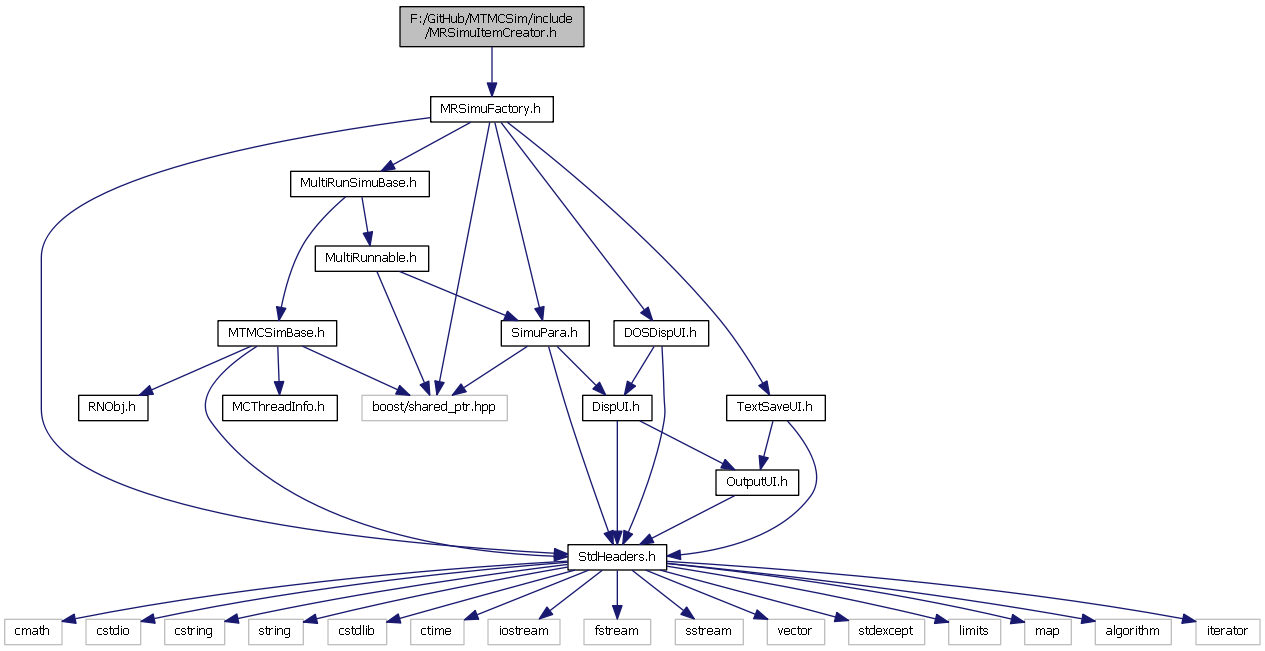 F:/GitHub/MTMCSim/include
/MRSimuItemCreator.h
MRSimuFactory.h
MultiRunSimuBase.h
MultiRunnable.h
MTMCSimBase.h
SimuPara.h
DOSDispUI.h
RNObj.h
MCThreadInfo.h
boost/shared_ptr.hpp
DispUI.h
TextSaveUI.h
OutputUI.h
StdHeaders.h
cmath
cstdio
cstring
string
cstdlib
ctime
iostream
fstream
sstream
vector
stdexcept
limits
map
algorithm
iterator